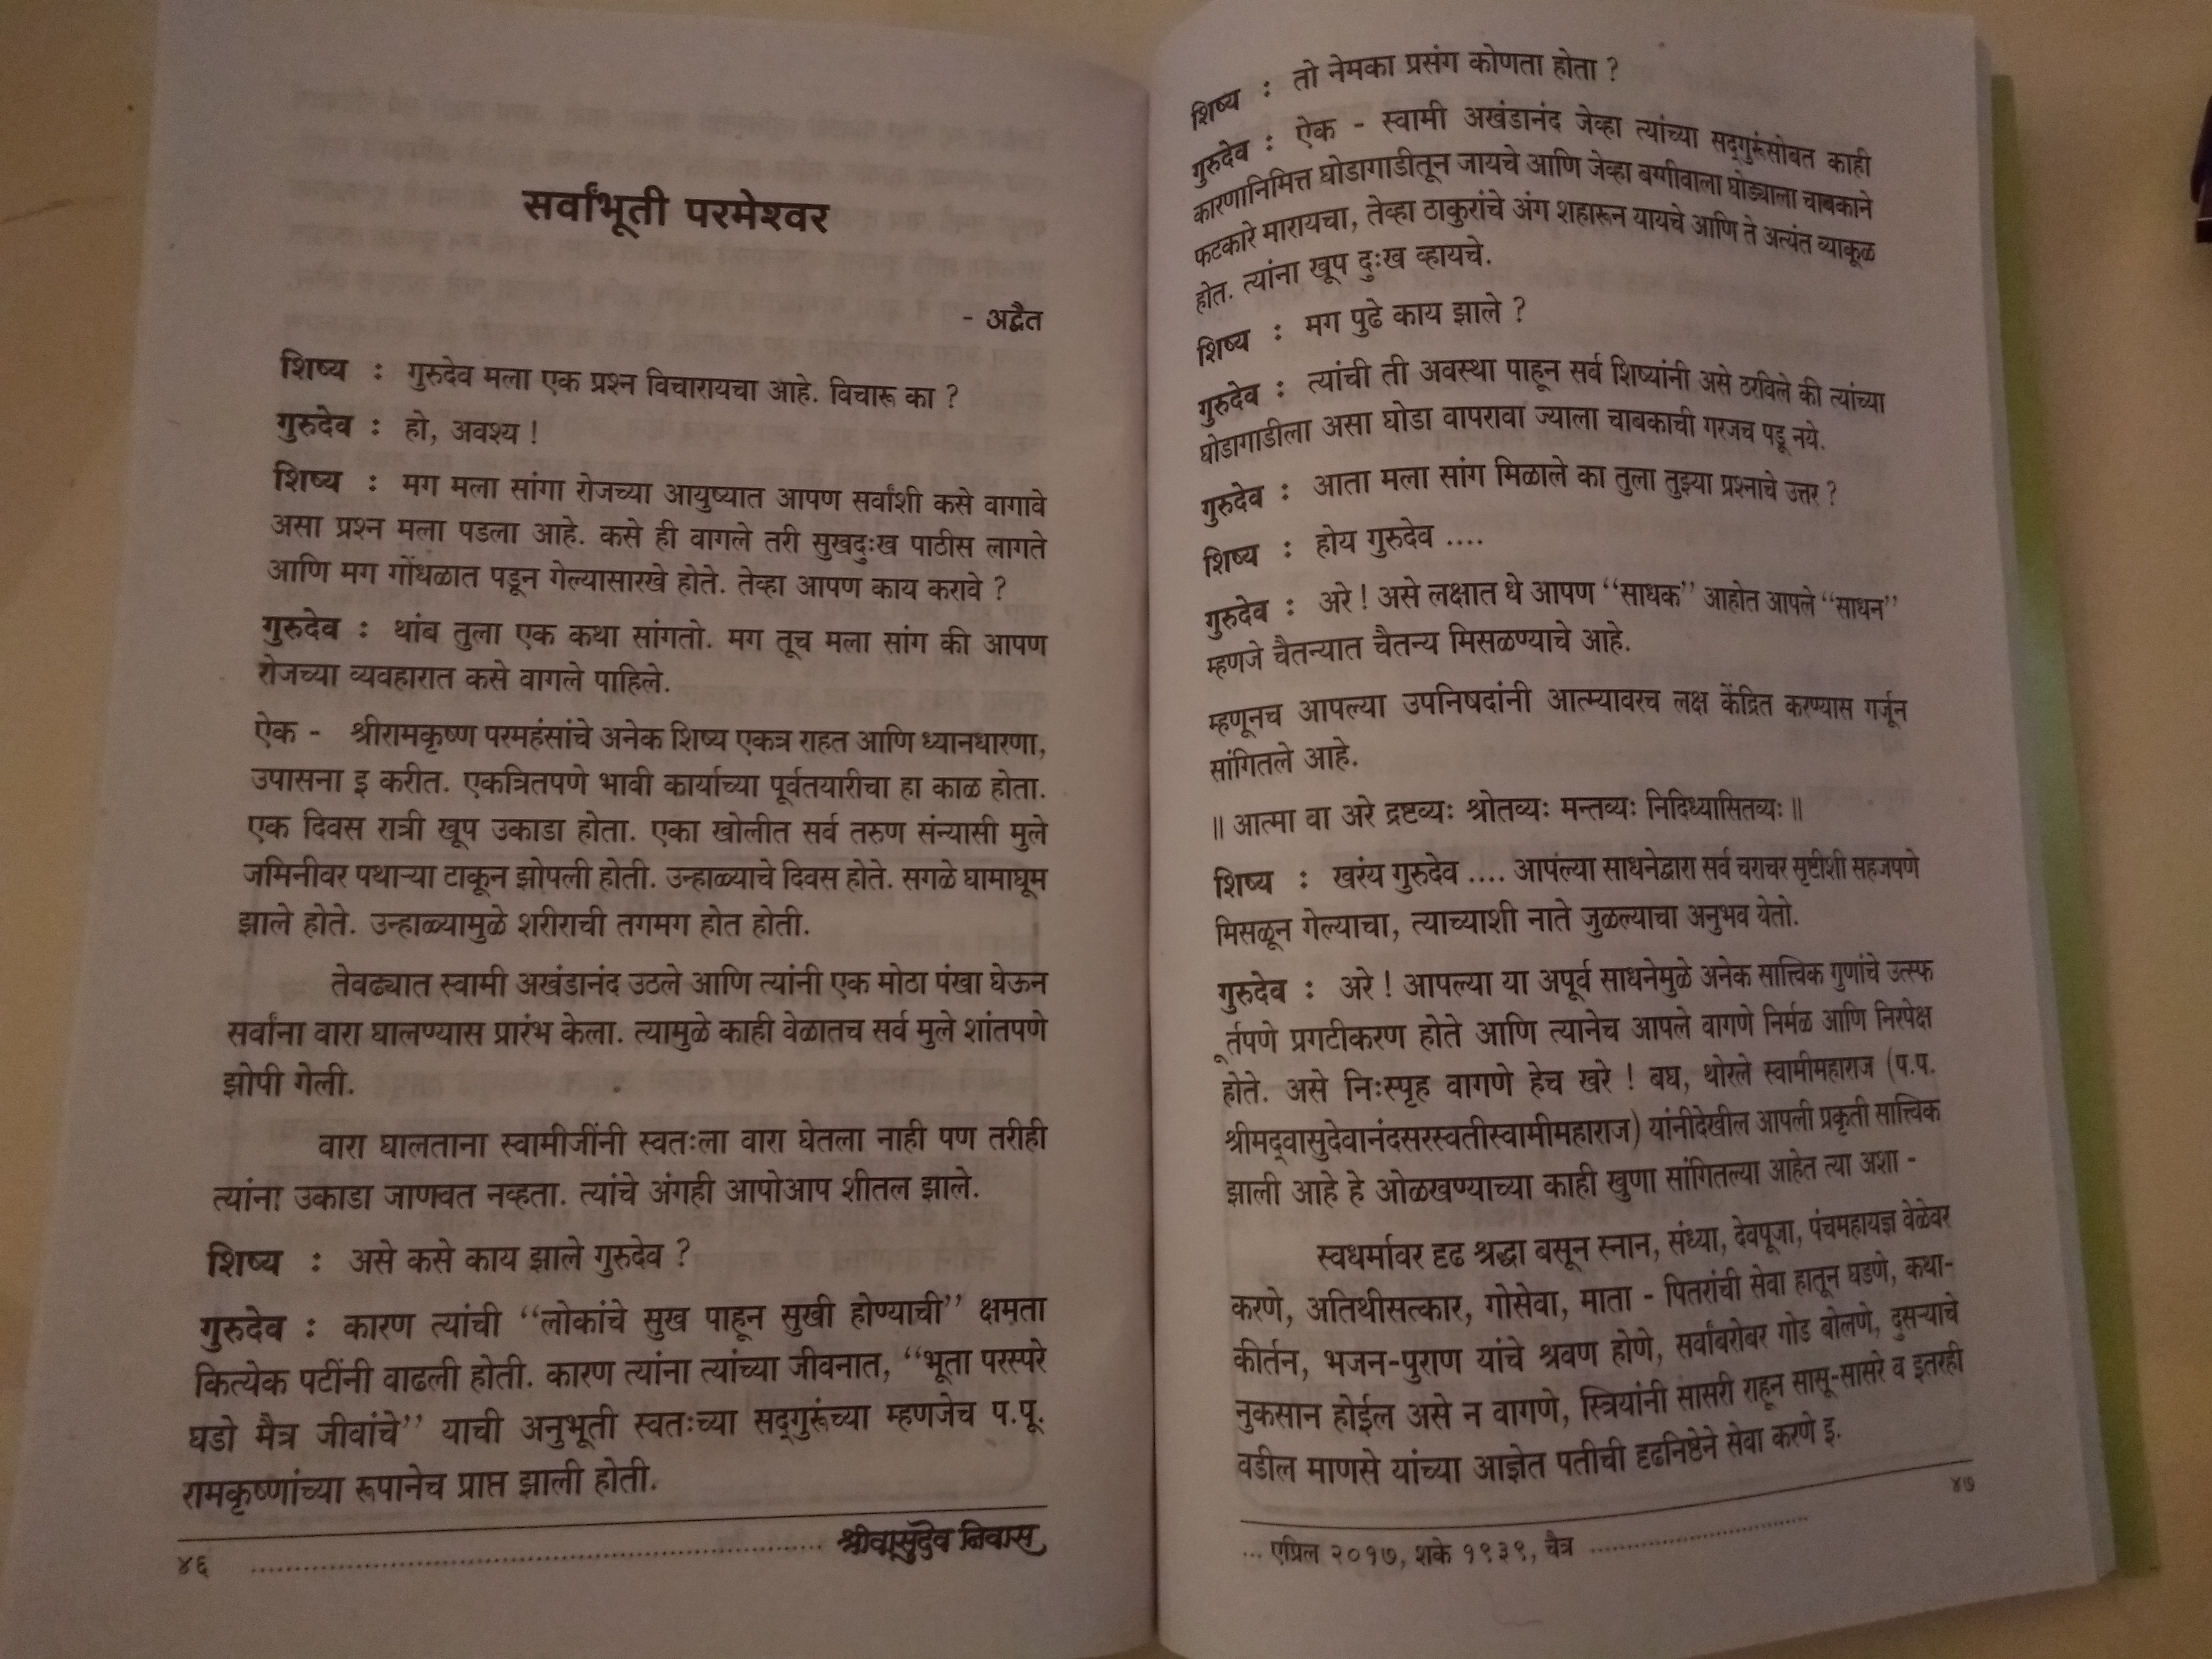 सर्वांभूती परमेश्वर
- अद्वैत
शिष्य : गुरुदेव मला एक प्रश्न विचारायचा आहे. विचारू का ?
गुरुदेव : हो, अवश्य !
शिष्य : मग मला सांगा रोजच्या आयुष्यात आपण सर्वांशी कसे वागावे
असा प्रश्न मला पडला आहे. कसे ही वागले तरी सुखदुःख पाठीस लागते
आणि मग गोंधळात पडून गेल्यासारखे होते. तेव्हा आपण काय करावे ?
गुरुदेव : थांब तुला एक कथा सांगतो. मग तूच मला सांग की आपण
रोजच्या व्यवहारात कसे वागले पाहिले.
ऐक - श्रीरामकृष्ण परमहंसांचे अनेक शिष्य एकत्र राहत आणि ध्यानधारणा,
उपासना इ करीत. एकत्रितपणे भावी कार्याच्या पूर्वतयारीचा हा काळ होता.
एक दिवस रात्री खूप उकाडा होता. एका खोलीत सर्व तरुण संन्यासी मुले
जमिनीवर पथाऱ्या टाकून झोपली होती. उन्हाळ्याचे दिवस होते. सगळे घामाघूम
झाले होते. उन्हाळ्यामुळे शरीराची तगमग होत होती.
तेवढ्यात स्वामी अखंडानंद उठले आणि त्यांनी एक मोठा पंखा घेऊन
सर्वांना वारा घालण्यास प्रारंभ केला. त्यामुळे काही वेळातच सर्व मुले शांतपणे
झोपी गेली.
वारा घालताना स्वामीजींनी स्वतःला वारा घेतला नाही पण तरीही
त्यांना उकाडा जाणवत नव्हता. त्यांचे अंगही आपोआप शीतल झाले.
शिष्य : असे कसे काय झाले गुरुदेव ?
गुरुदेव : कारण त्यांची “लोकांचे सुख पाहून सुखी होण्याची” क्षमता
कित्येक पटींनी वाढली होती. कारण त्यांना त्यांच्या जीवनात, “भूता परस्परे
घडो मैत्र जीवांचे” याची अनुभूती स्वतःच्या सद्‌गुरूंच्या म्हणजेच प.पू.
रामकृष्णांच्या रूपानेच प्राप्त झाली होती.
४६ श्रीवासुदेव निवास
शिष्य : तो नेमका प्रसंग कोणता होता ?
गुरुदेव : ऐक - स्वामी अखंडानंद जेव्हा त्यांच्या सद्‌गुरूंसोबत काही
कारणानिमित्त घोडागाडीतून जायचे आणि जेव्हा बग्गीवाला घोड्याला चाबकाने
फटकारे मारायचा, तेव्हा ठाकुरांचे अंग शहारून यायचे आणि ते अत्यंत व्याकूळ
होत. त्यांना खूप दुःख व्हायचे.
शिष्य : मग पुढे काय झाले ?
गुरुदेव : त्यांची ती अवस्था पाहून सर्व शिष्यांनी असे ठरविले की त्यांच्या
घोडागाडीला असा घोडा वापरावा ज्याला चाबकाची गरजच पडू नये.
गुरुदेव : आता मला सांग मिळाले का तुला तुझ्या प्रश्नाचे उत्तर ?
शिष्य : होय गुरुदेव ....
गुरुदेव : अरे ! असे लक्षात धे आपण “साधक” आहोत आपले “साधन”
म्हणजे चैतन्यात चैतन्य मिसळण्याचे आहे.
म्हणूनच आपल्या उपनिषदांनी आत्म्यावरच लक्ष केंद्रित करण्यास गर्जून
सांगितले आहे.
॥ आत्मा वा अरे द्रष्टव्यः श्रोतव्यः मन्तव्यः निदिध्यासितव्यः ॥
शिष्य : खरंय गुरुदेव .... आपल्या साधनेद्वारा सर्व चराचर सृष्टीशी सहजपणे
मिसळून गेल्याचा, त्याच्याशी नाते जुळल्याचा अनुभव येतो.
गुरुदेव : अरे ! आपल्या या अपूर्व साधनेमुळे अनेक सात्त्विक गुणांचे उत्स्फ
ूर्तपणे प्रगटीकरण होते आणि त्यानेच आपले वागणे निर्मळ आणि निरपेक्ष
होते. असे निःस्पृह वागणे हेच खरे ! बघ, थोरले स्वामीमहाराज (प.प.
श्रीमद्‌वासुदेवानंदसरस्वतीस्वामीमहाराज) यांनीदेखील आपली प्रकृती सात्त्विक
झाली आहे हे ओळखण्याच्या काही खुणा सांगितल्या आहेत त्या अशा -
स्वधर्मावर दृढ श्रद्धा बसून स्नान, संध्या, देवपूजा, पंचमहायज्ञ वेळेवर
करणे, अतिथीसत्कार, गोसेवा, माता - पितरांची सेवा हातून घडणे, कथा-
कीर्तन, भजन-पुराण यांचे श्रवण होणे, सर्वांबरोबर गोड बोलणे, दुसऱ्याचे
नुकसान होईल असे न वागणे, स्त्रियांनी सासरी राहून सासू-सासरे व इतरही
वडील माणसे यांच्या आज्ञेत पतीची दृढनिष्ठेने सेवा करणे इ.
४७
... एप्रिल २०१७, शके १९३९, चैत्र